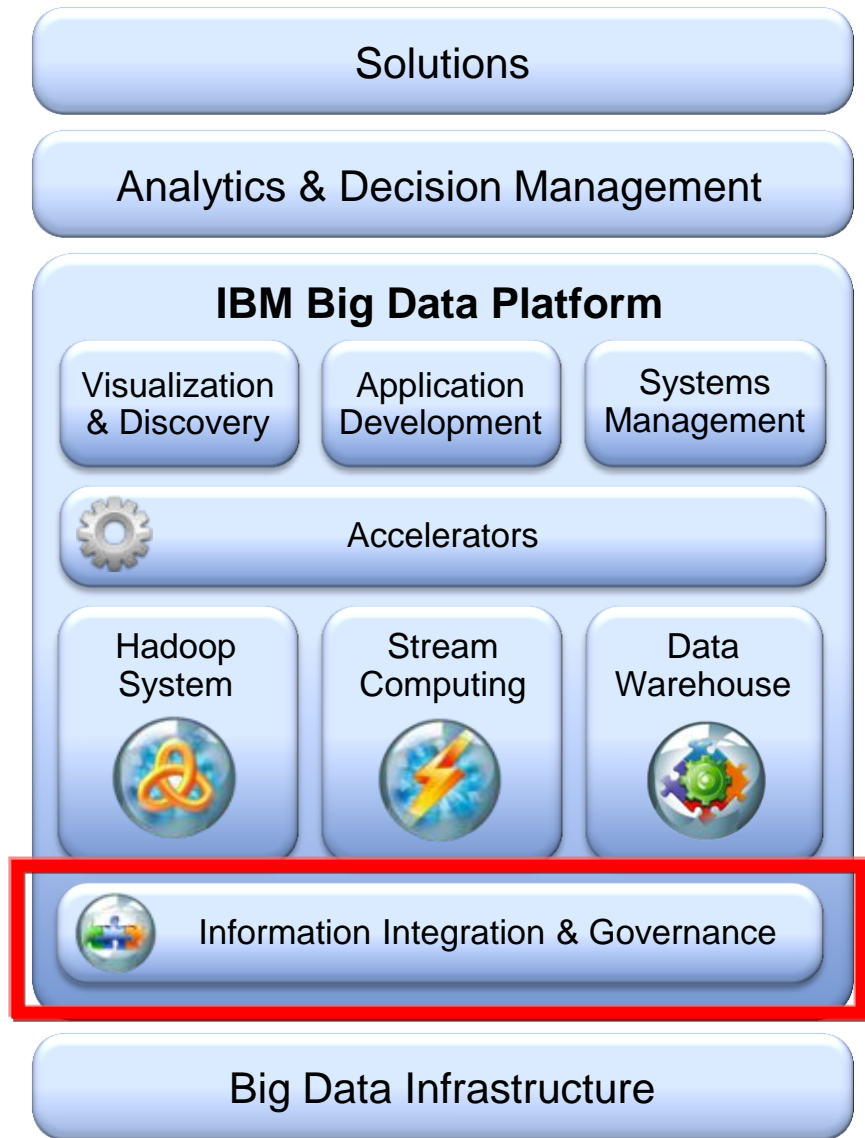 Solutions
Analytics & Decision Management
IBM Big Data Platform
Visualization
& Discovery
Application
Development
Systems
Management
Accelerators
Hadoop
System
Stream
Computing
Data
Warehouse
Information Integration & Governance
Big Data Infrastructure